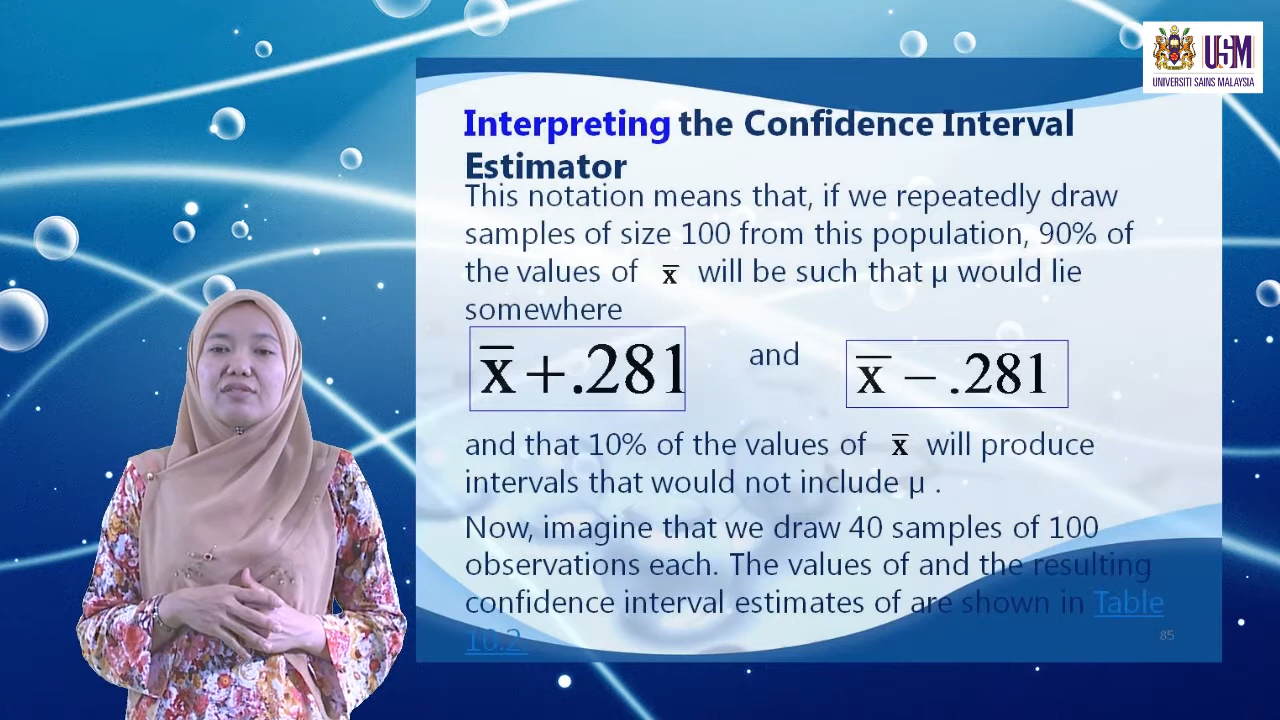 USM
UNIVERSITI SAINS MALAYSIA
Interpreting the Confidence Interval
Estimator
This notation means that, if we repeatedly draw
samples of size 100 from this population, 90% of
the values of x̅ will be such that μ would lie
somewhere
x̅ + .281 and x̅ − .281
and that 10% of the values of x̅ will produce
intervals that would not include μ .
Now, imagine that we draw 40 samples of 100
observations each. The values of and the resulting
confidence interval estimates of are shown in Table
10.2.
85